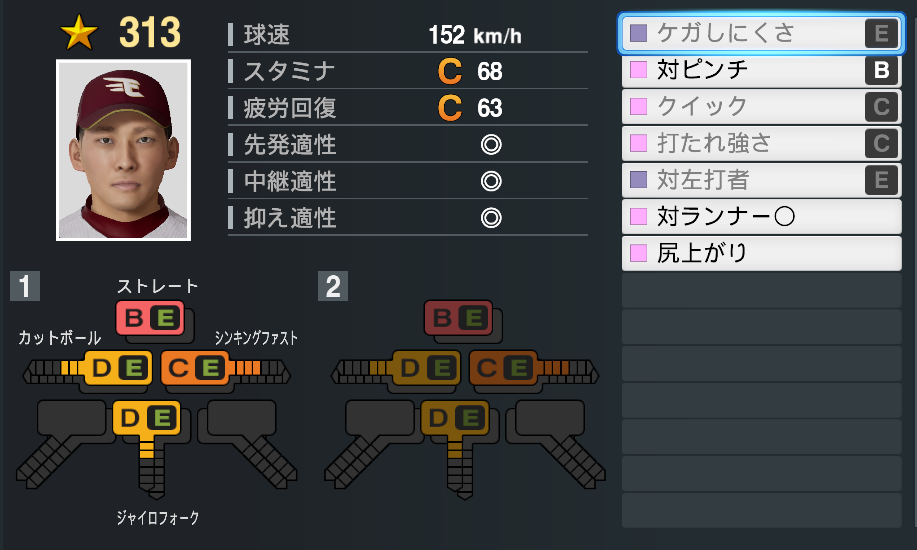 313
球速 152 km/h
スタミナ C 68
疲労回復 C 63
先発適性 ◎
中継適性 ◎
抑え適性 ◎
ケガしにくさ E
対ピンチ B
クイック C
打たれ強さ C
対左打者 E
対ランナー○
尻上がり
1
ストレート
B E
カットボール
シンキングファスト
D E
C E
D E
ジャイロフォーク
2
B E
D E
C E
D E